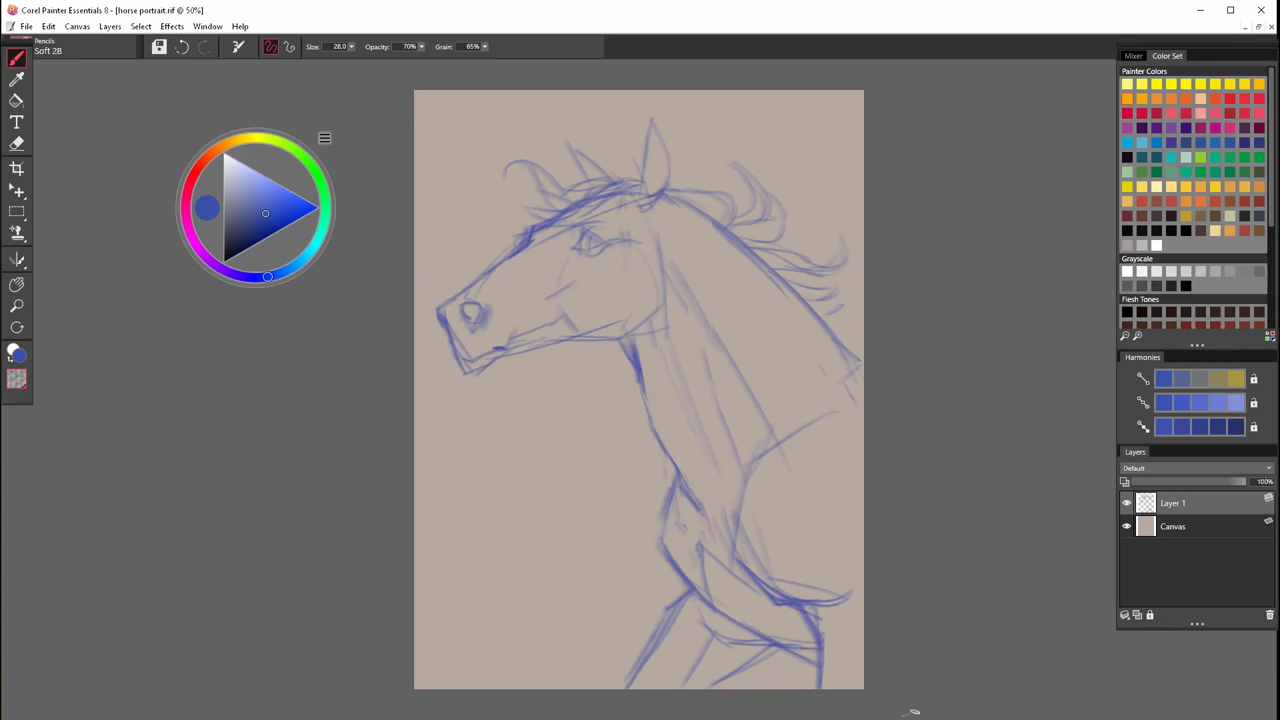 Corel Painter Essentials 8 - [horse portrait.rif @ 50%]
File Edit Canvas Layers Select Effects Window Help
Pencils
Soft 2B
Size: 28,0 Opacity: 70% Grain: 65%
Mixer Color Set
Painter Colors
Grayscale
Flesh Tones
Harmonies
Layers
Default
100%
Layer 1
Canvas